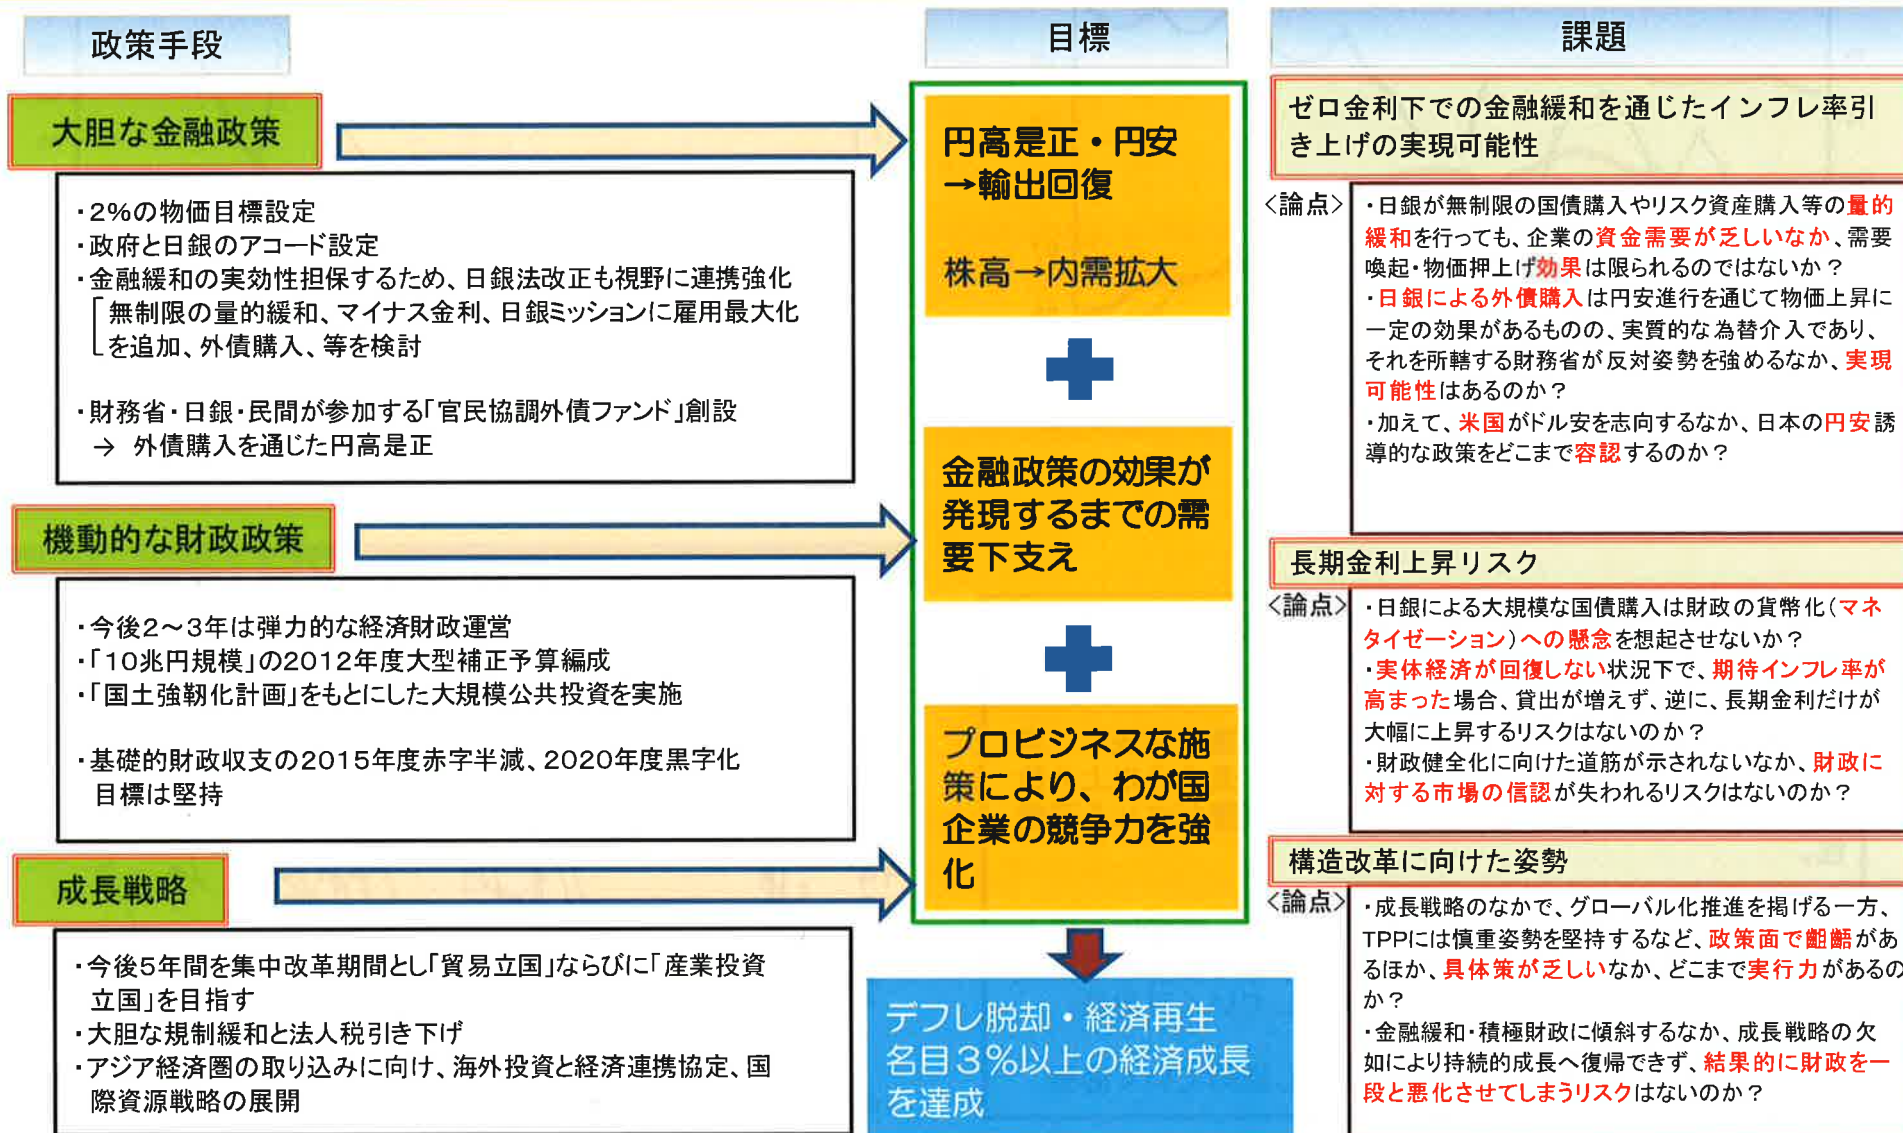 政策手段
目標
課題
大胆な金融政策
・2%の物価目標設定
・政府と日銀のアコード設定
・金融緩和の実効性担保するため、日銀法改正も視野に連携強化
無制限の量的緩和、マイナス金利、日銀ミッションに雇用最大化
を追加、外債購入、等を検討
・財務省・日銀・民間が参加する「官民協調外債ファンド」創設
→ 外債購入を通じた円高是正
機動的な財政政策
・今後2～3年は弾力的な経済財政運営
・「10兆円規模」の2012年度大型補正予算編成
・「国土強靭化計画」をもとにした大規模公共投資を実施
・基礎的財政収支の2015年度赤字半減、2020年度黒字化
目標は堅持
成長戦略
・今後5年間を集中改革期間とし「貿易立国」ならびに「産業投資
立国」を目指す
・大胆な規制緩和と法人税引き下げ
・アジア経済圏の取り込みに向け、海外投資と経済連携協定、国
際資源戦略の展開
円高是正・円安
→輸出回復
株高→内需拡大
金融政策の効果が
発現するまでの需
要下支え
プロビジネスな施
策により、わが国
企業の競争力を強
化
デフレ脱却・経済再生
名目3%以上の経済成長
を達成
ゼロ金利下での金融緩和を通じたインフレ率引
き上げの実現可能性
<論点>
・日銀が無制限の国債購入やリスク資産購入等の量的
緩和を行っても、企業の資金需要が乏しいなか、需要
喚起・物価押上げ効果は限られるのではないか？
・日銀による外債購入は円安進行を通じて物価上昇に
一定の効果があるものの、実質的な為替介入であり、
それを所轄する財務省が反対姿勢を強めるなか、実現
可能性はあるのか？
・加えて、米国がドル安を志向するなか、日本の円安誘
導的な政策をどこまで容認するのか？
長期金利上昇リスク
<論点>
・日銀による大規模な国債購入は財政の貨幣化(マネ
タイゼーション)への懸念を想起させないか？
・実体経済が回復しない状況下で、期待インフレ率が
高まった場合、貸出が増えず、逆に、長期金利だけが
大幅に上昇するリスクはないのか？
・財政健全化に向けた道筋が示されないなか、財政に
対する市場の信認が失われるリスクはないのか？
構造改革に向けた姿勢
<論点>
・成長戦略のなかで、グローバル化推進を掲げる一方、
TPPには慎重姿勢を堅持するなど、政策面で齟齬があ
るほか、具体策が乏しいなか、どこまで実行力があるの
か？
・金融緩和・積極財政に傾斜するなか、成長戦略の欠
如により持続的成長へ復帰できず、結果的に財政を一
段と悪化させてしまうリスクはないのか？